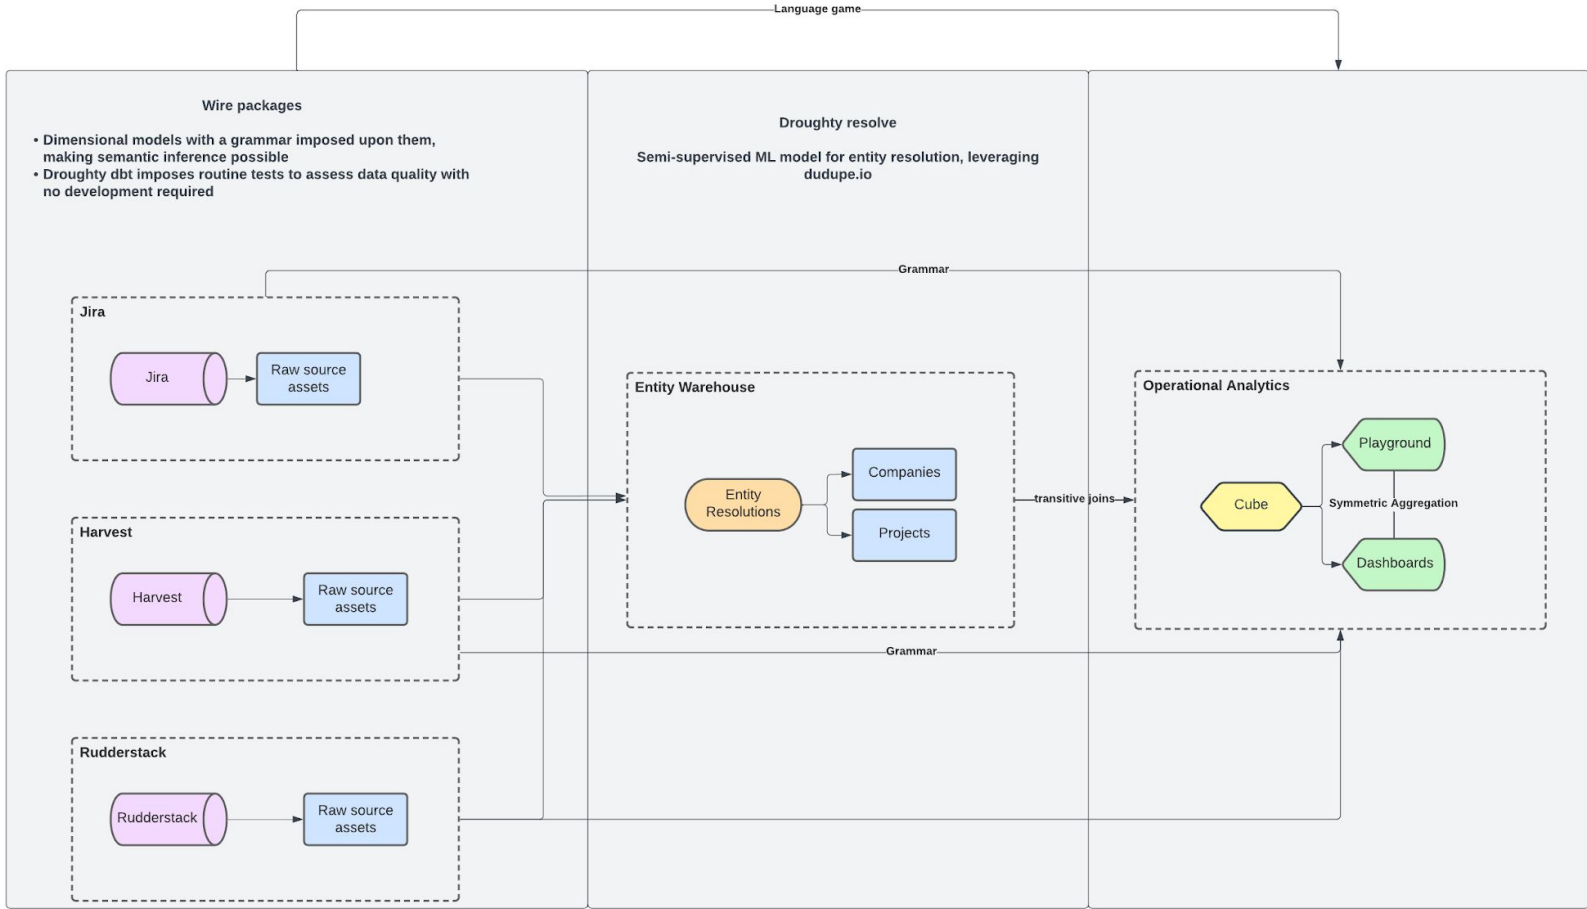 Language game
Wire packages
• Dimensional models with a grammar imposed upon them,
making semantic inference possible
• Droughty dbt imposes routine tests to assess data quality with
no development required
Droughty resolve
Semi-supervised ML model for entity resolution, leveraging
dudupe.io
Grammar
Jira
Jira
Raw source
assets
Harvest
Harvest
Raw source
assets
Rudderstack
Rudderstack
Raw source
assets
Entity Warehouse
Entity
Resolutions
Companies
Projects
transitive joins
Grammar
Operational Analytics
Cube
Playground
Symmetric Aggregation
Dashboards